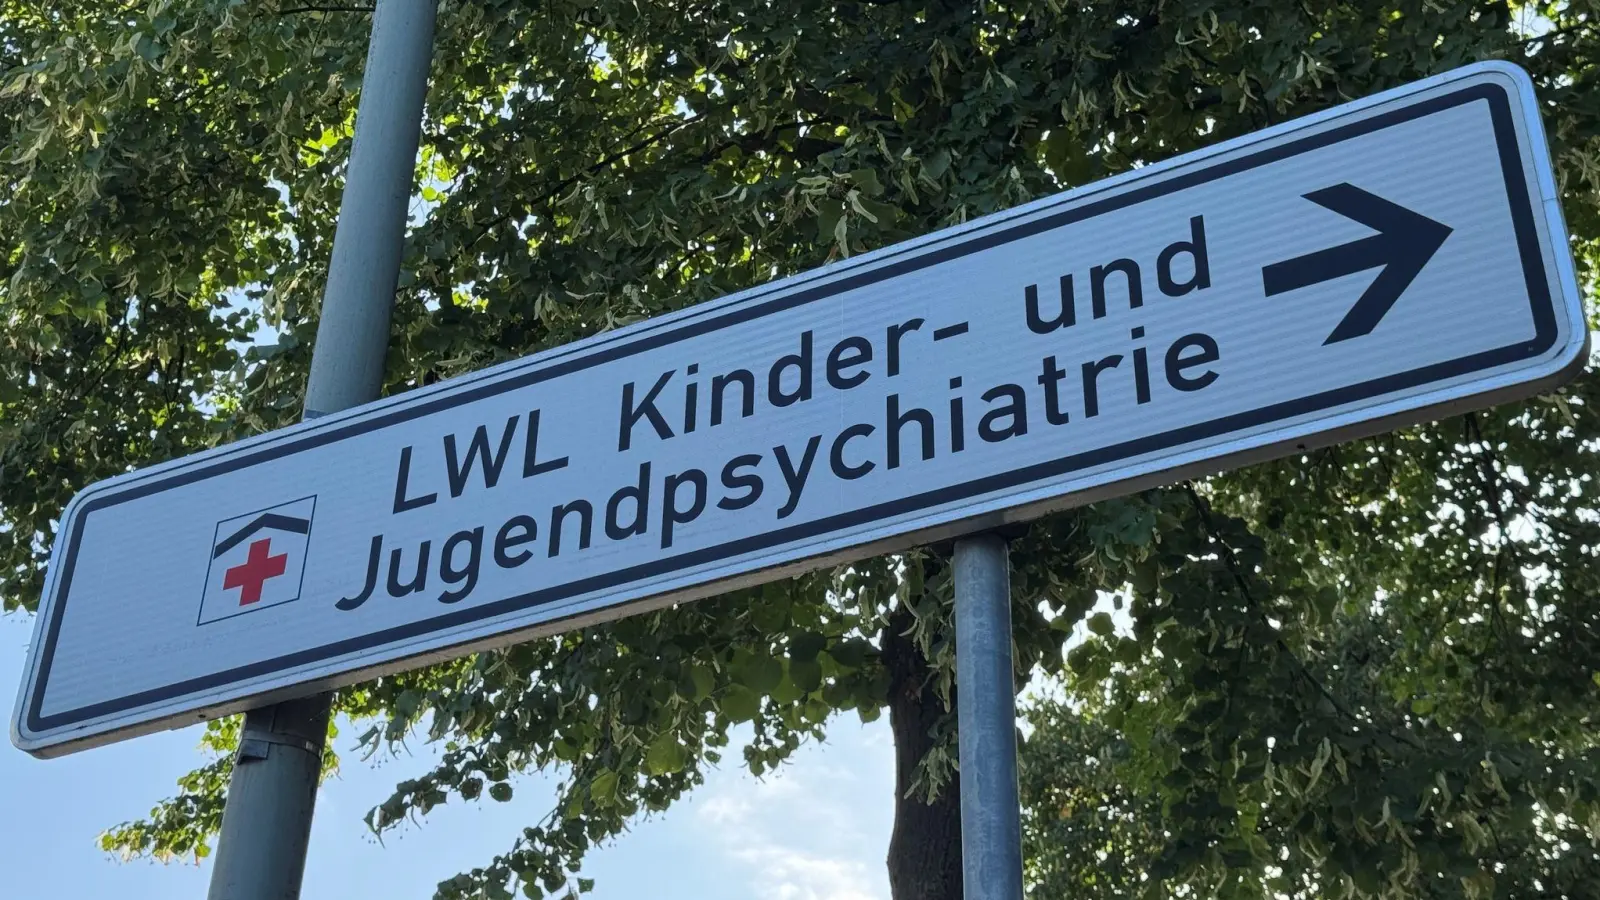 LWL Kinder- und
Jugendpsychiatrie